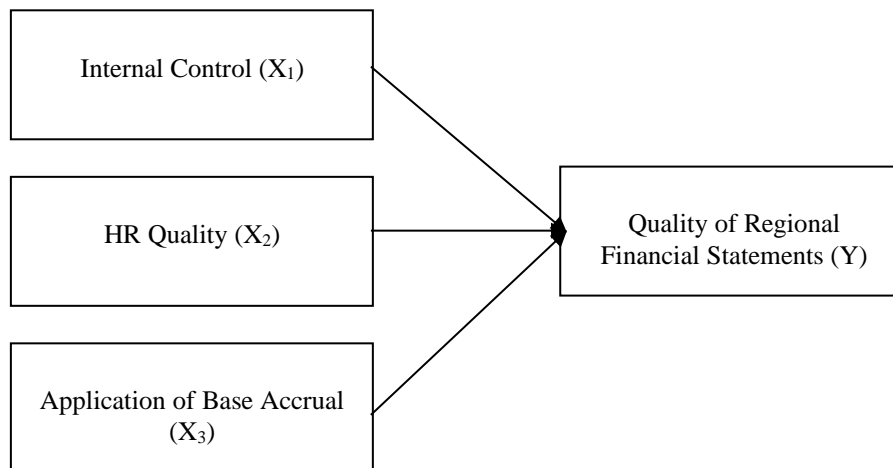 Internal Control (X₁)
HR Quality (X₂)
Quality of Regional
Financial Statements (Y)
Application of Base Accrual
(X₃)